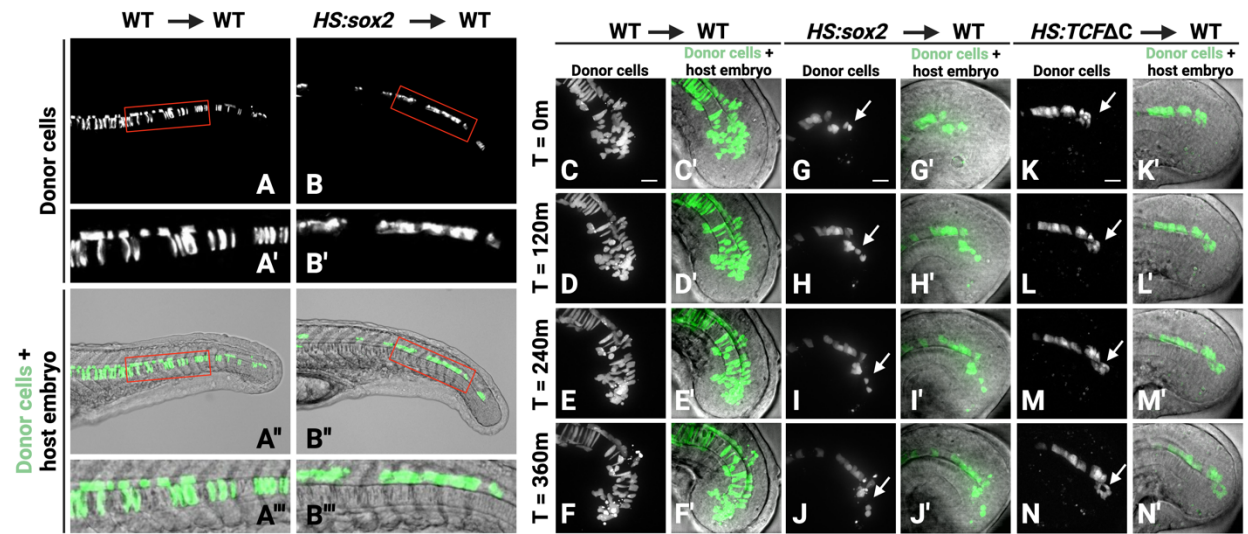 WT → WT
HS:sox2 → WT
Donor cells
A
B
A'
B'
Donor cells +
host embryo
A"
B"
A'"
B'"
WT → WT
HS:sox2 → WT
HS:TCFΔC → WT
Donor cells
Donor cells +
host embryo
Donor cells
Donor cells +
host embryo
Donor cells
Donor cells +
host embryo
T = 0m
C
C'
G
G'
K
K'
T = 120m
D
D'
H
H'
L
L'
T = 240m
E
E'
I
I'
M
M'
T = 360m
F
F'
J
J'
N
N'